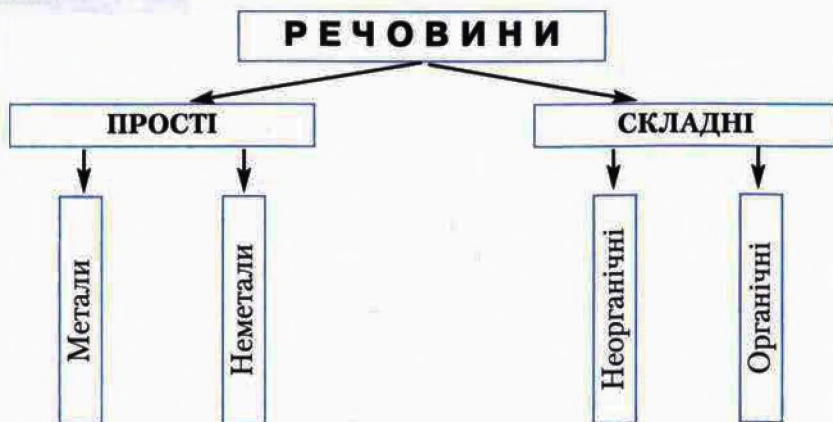 РЕЧОВИНИ
ПРОСТІ
СКЛАДНІ
Метали
Неметали
Неорганічні
Органічні